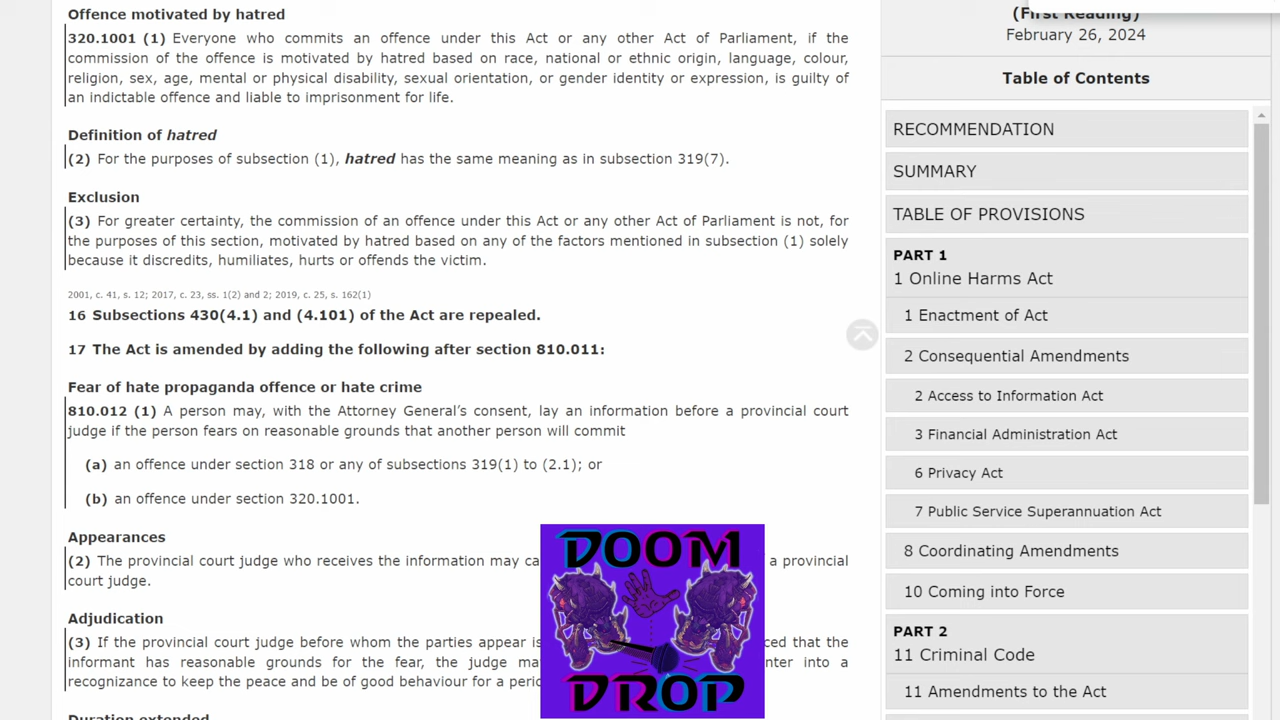 Offence motivated by hatred
320.1001 (1) Everyone who commits an offence under this Act or any other Act of Parliament, if the
commission of the offence is motivated by hatred based on race, national or ethnic origin, language, colour,
religion, sex, age, mental or physical disability, sexual orientation, or gender identity or expression, is guilty of
an indictable offence and liable to imprisonment for life.
Definition of hatred
(2) For the purposes of subsection (1), hatred has the same meaning as in subsection 319(7).
Exclusion
(3) For greater certainty, the commission of an offence under this Act or any other Act of Parliament is not, for
the purposes of this section, motivated by hatred based on any of the factors mentioned in subsection (1) solely
because it discredits, humiliates, hurts or offends the victim.
2001, c. 41, s. 12; 2017, c. 23, ss. 1(2) and 2; 2019, c. 25, s. 162(1)
16 Subsections 430(4.1) and (4.101) of the Act are repealed.
17 The Act is amended by adding the following after section 810.011:
Fear of hate propaganda offence or hate crime
810.012 (1) A person may, with the Attorney General's consent, lay an information before a provincial court
judge if the person fears on reasonable grounds that another person will commit
(a) an offence under section 318 or any of subsections 319(1) to (2.1); or
(b) an offence under section 320.1001.
Appearances
(2) The provincial court judge who receives the information may a provincial
court judge.
Adjudication
(3) If the provincial court judge before whom the parties appear that the
informant has reasonable grounds for the fear, the judge into a
recognizance to keep the peace and be of good behaviour for a
Duration extended
DOOM
DROP
(First Reading)
February 26, 2024
Table of Contents
RECOMMENDATION
SUMMARY
TABLE OF PROVISIONS
PART 1
1 Online Harms Act
1 Enactment of Act
2 Consequential Amendments
2 Access to Information Act
3 Financial Administration Act
6 Privacy Act
7 Public Service Superannuation Act
8 Coordinating Amendments
10 Coming into Force
PART 2
11 Criminal Code
11 Amendments to the Act